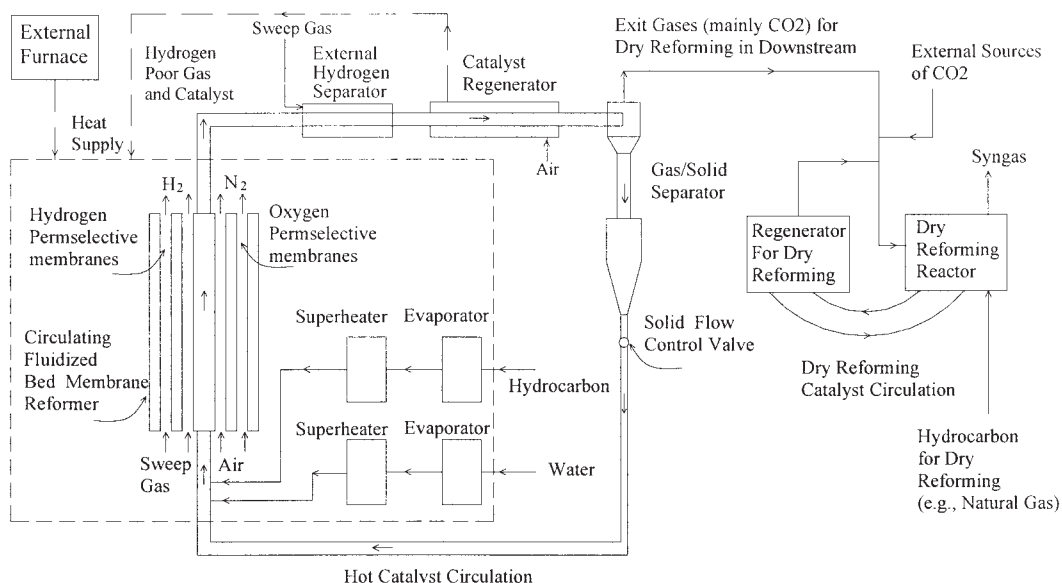 External
Furnace
Sweep Gas
Hydrogen
Poor Gas
and Catalyst
External
Hydrogen
Separator
Catalyst
Regenerator
Exit Gases (mainly CO2) for
Dry Reforming in Downstream
External Sources
of CO2
Heat
Supply
Air
Gas/Solid
Separator
Syngas
H2
N2
Hydrogen
Permselective
membranes
Oxygen
Permselective
membranes
Regenerator
For Dry
Reforming
Dry
Reforming
Reactor
Circulating
Fluidized
Bed Membrane
Reformer
Superheater
Evaporator
Hydrocarbon
Solid Flow
Control Valve
Dry Reforming
Catalyst Circulation
Superheater
Evaporator
Water
Sweep
Gas
Air
Hydrocarbon
for Dry
Reforming
(e.g., Natural Gas)
Hot Catalyst Circulation